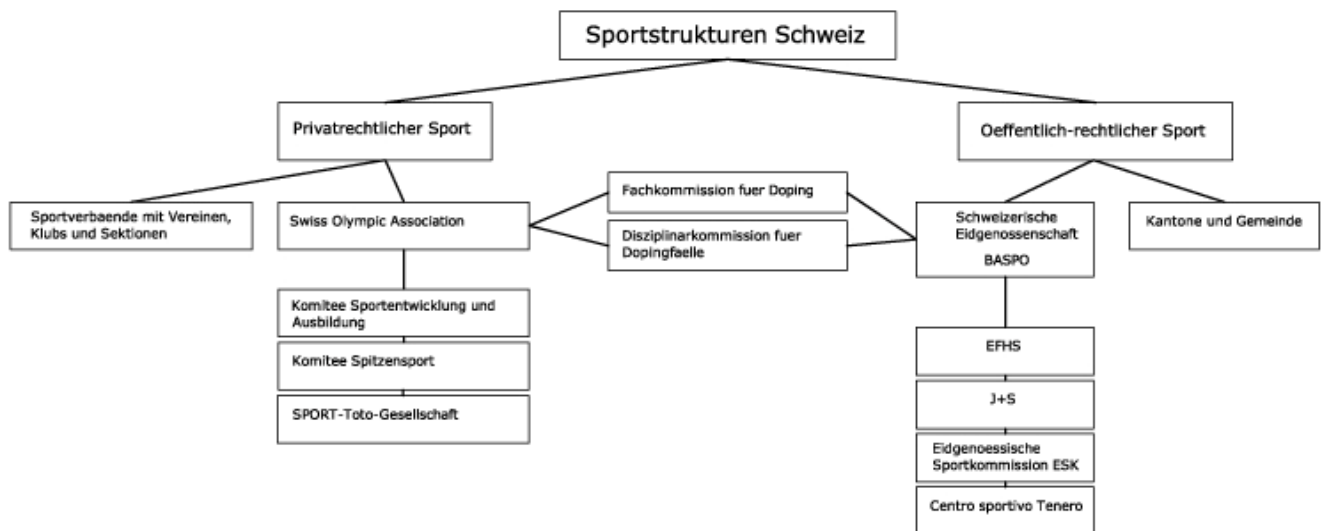 Sportstrukturen Schweiz
Privatrechtlicher Sport
Oeffentlich-rechtlicher Sport
Sportverbaende mit Vereinen,
Klubs und Sektionen
Swiss Olympic Association
Fachkommission fuer Doping
Disziplinarkommission fuer
Dopingfaelle
Schweizerische
Eidgenossenschaft
BASPO
Kantone und Gemeinde
Komitee Sportentwicklung und
Ausbildung
Komitee Spitzensport
SPORT-Toto-Gesellschaft
EFHS
J+S
Eidgenoessische
Sportkommission ESK
Centro sportivo Tenero